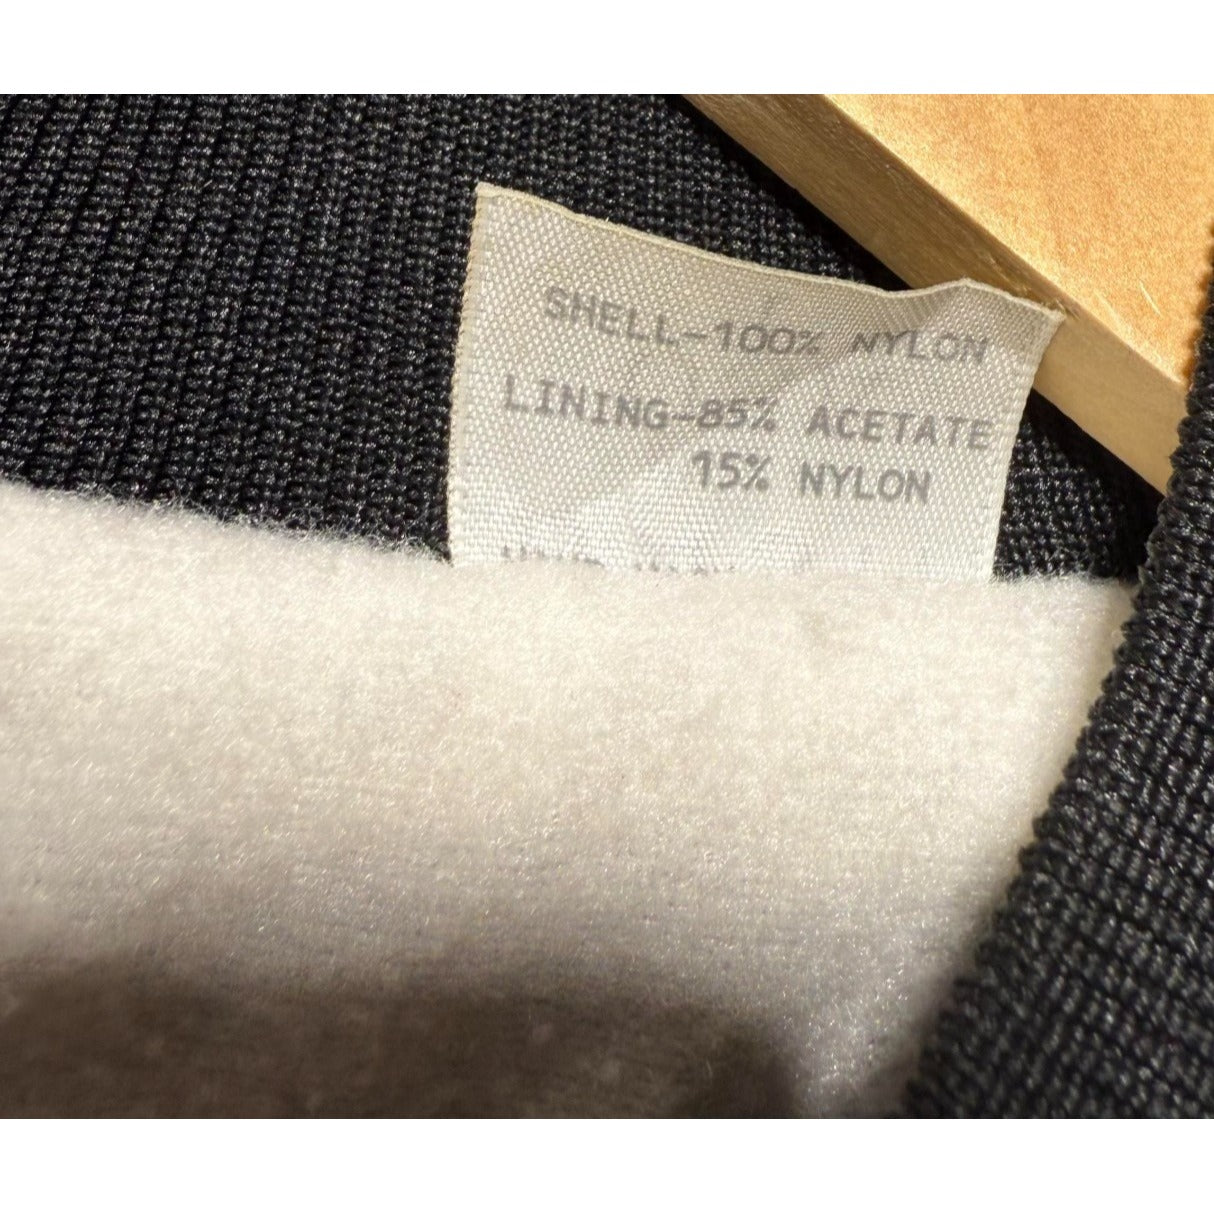 SHELL-100% NYLON
LINING-85% ACETATE
15% NYLON